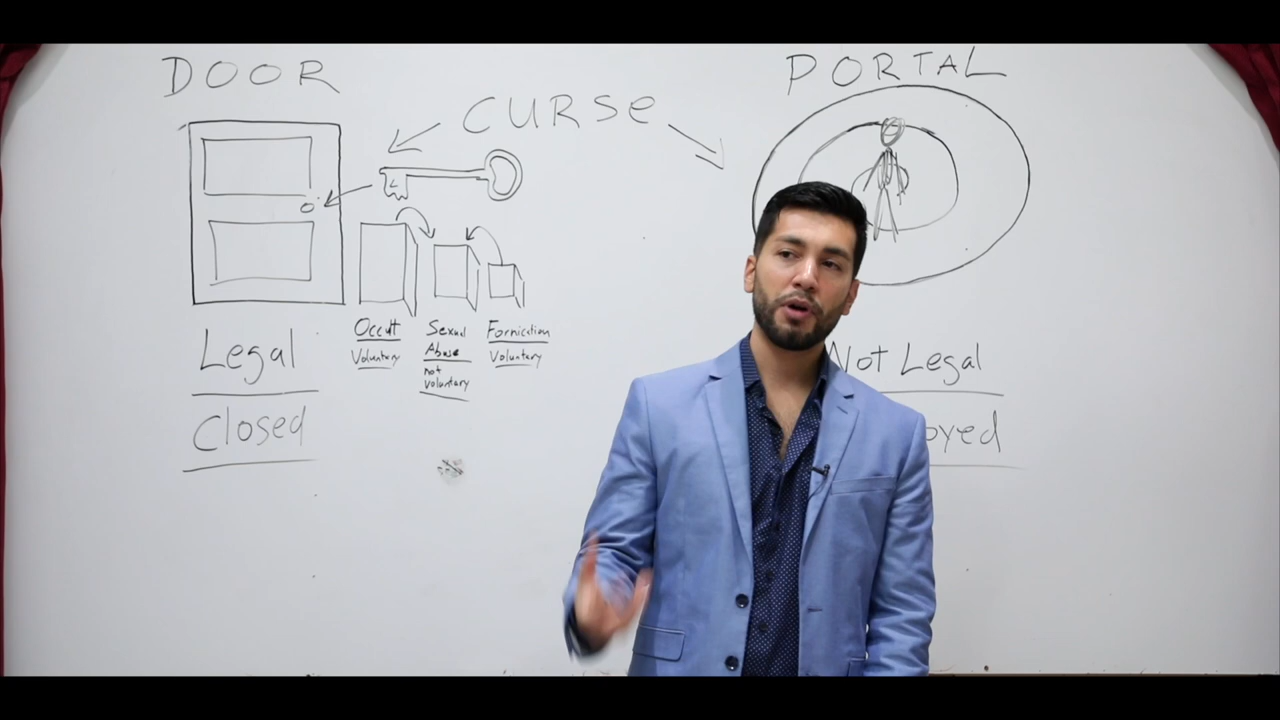 DOOR
CURSE
PORTAL
Legal
Closed
Occult
Voluntary
Sexual
Abuse
not
Voluntary
Fornication
Voluntary
Not Legal